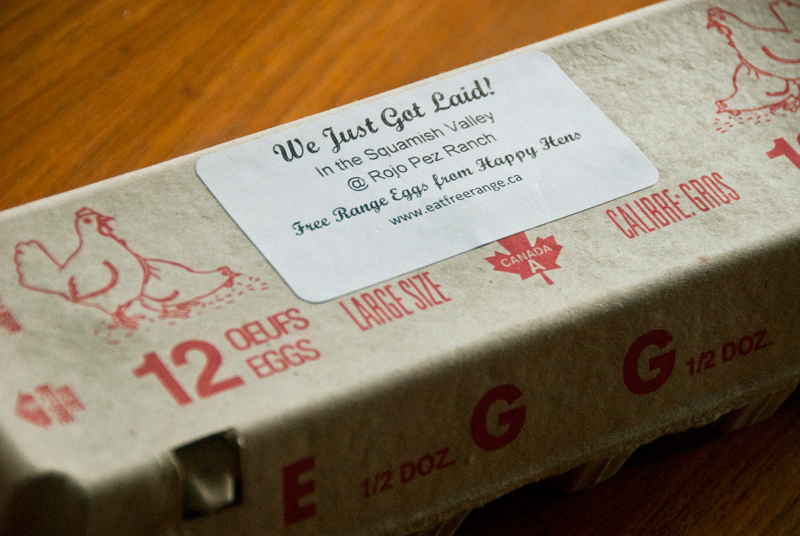 We Just Got Laid!
In the Squamish Valley
@ Rojo Pez Ranch
Free Range Eggs from Happy Hens
www.eatfreerange.ca
12 OEUFS
EGGS
LARGE SIZE
CANADA
A
CALIBRE: GROS
E 1/2 DOZ. G
G 1/2 DOZ.